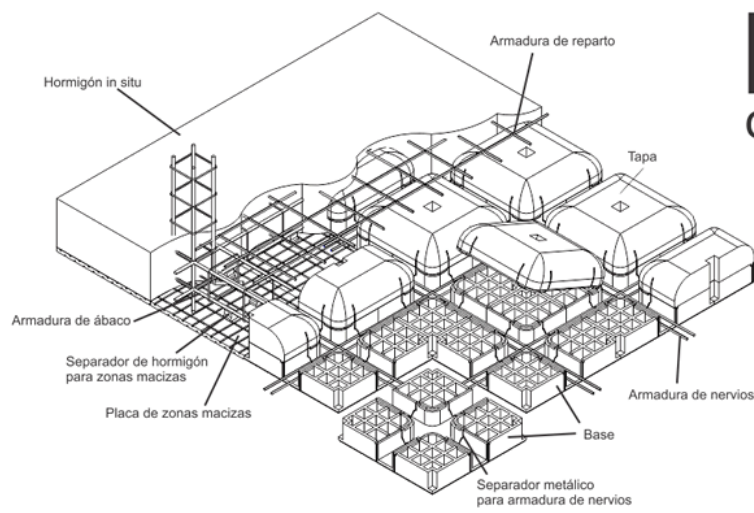 Armadura de reparto
Hormigón in situ
Tapa
Armadura de ábaco
Separador de hormigón
para zonas macizas
Placa de zonas macizas
Armadura de nervios
Base
Separador metálico
para armadura de nervios